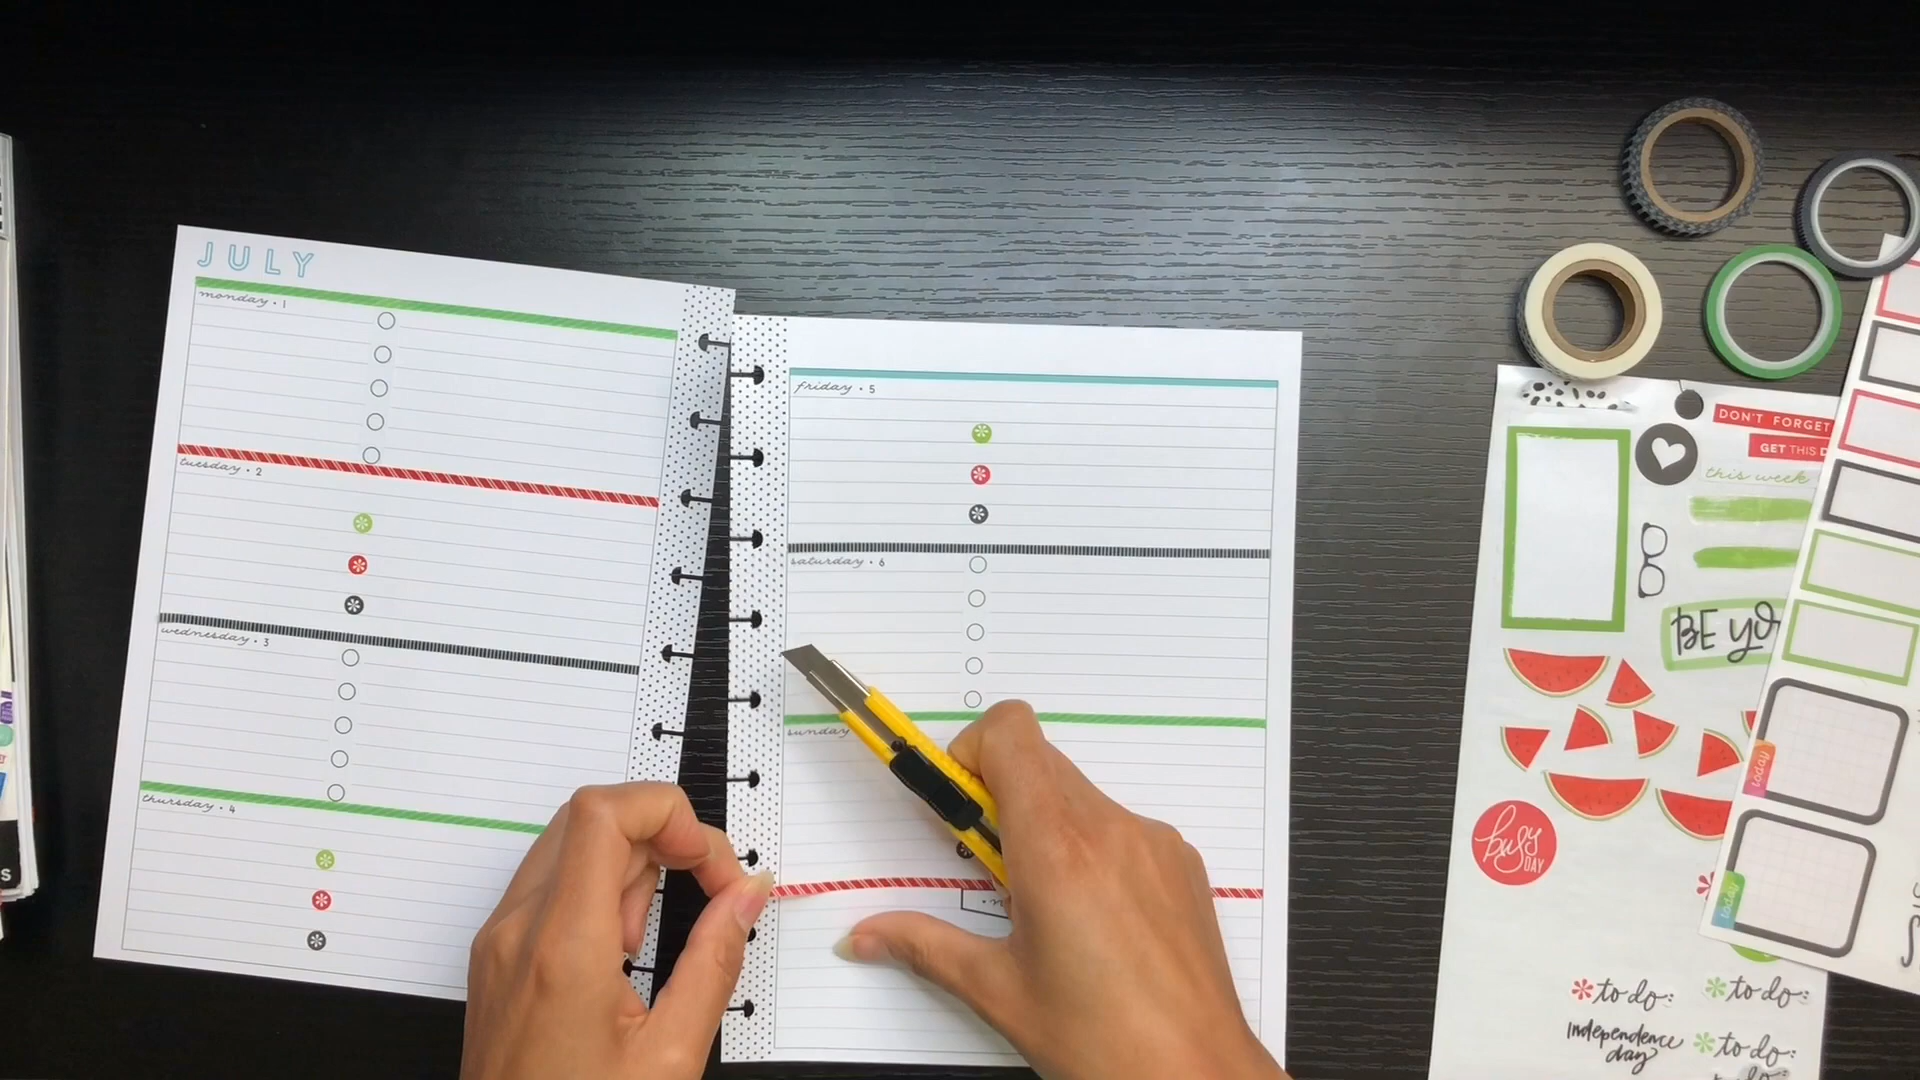 JULY
monday • 1
tuesday • 2
wednesday • 3
thursday • 4
friday • 5
saturday • 6
sunday
DON'T FORGET
GET THIS
this week
BE
busy
DAY
today
today
to do:
to do:
independence
day
to do:
S